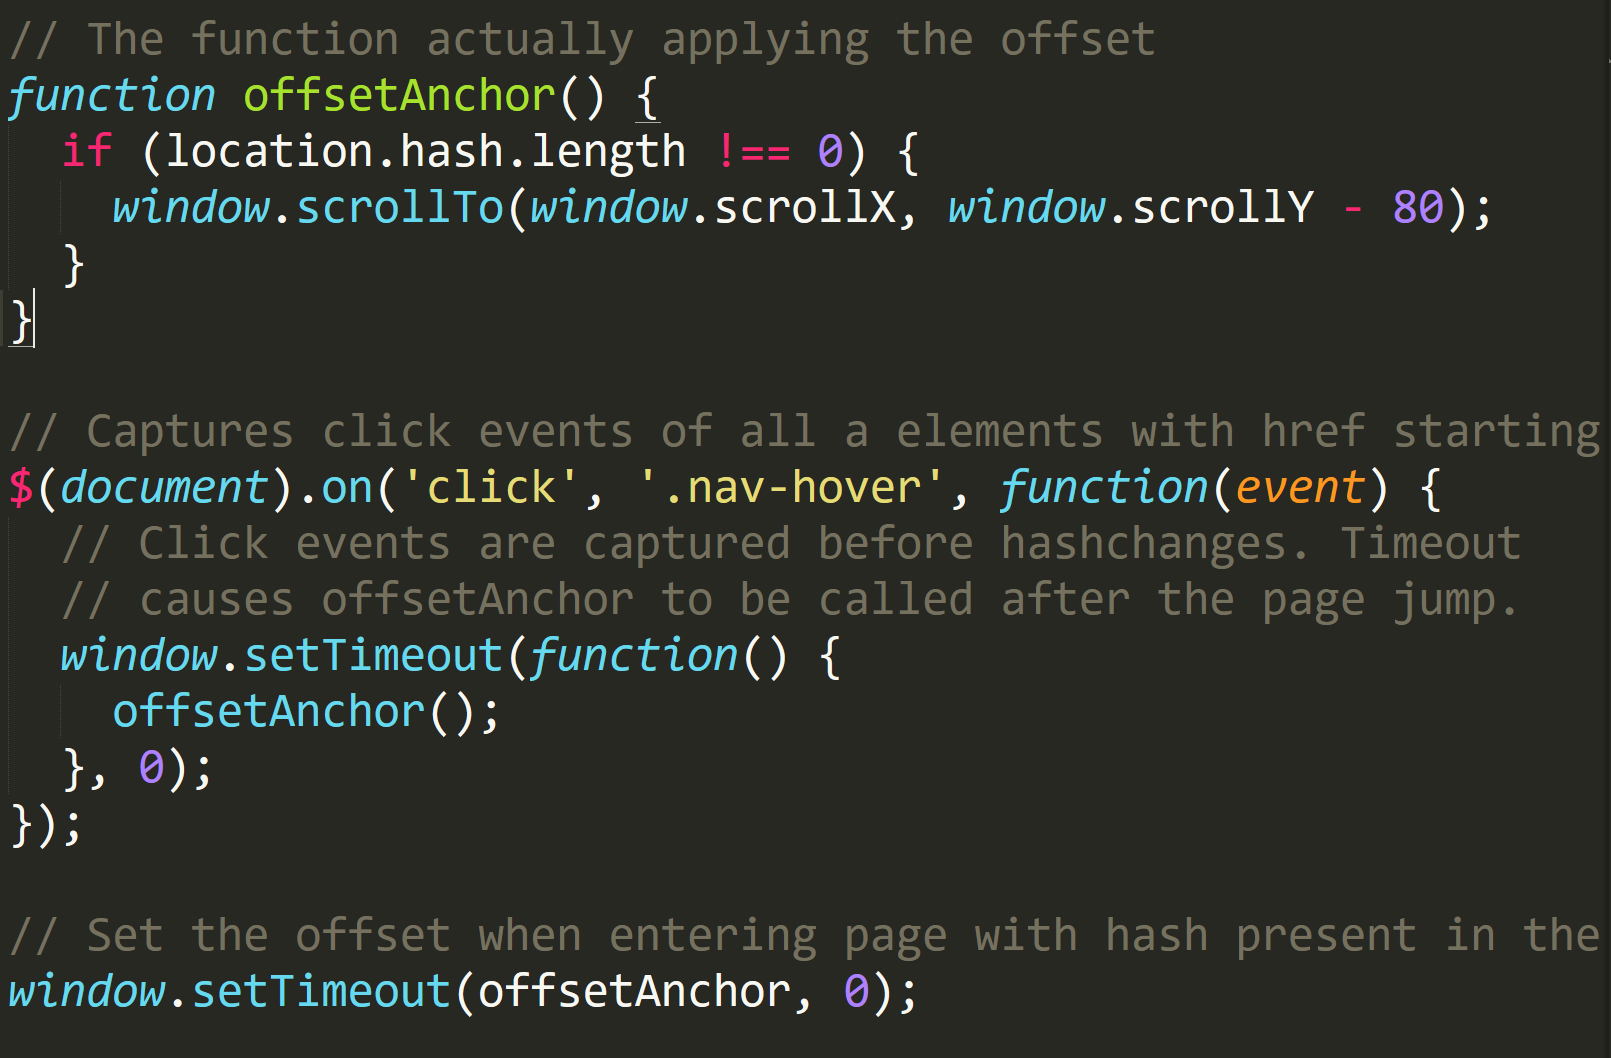 // The function actually applying the offset
function offsetAnchor() {
  if (location.hash.length !== 0) {
    window.scrollTo(window.scrollX, window.scrollY - 80);
  }
}

// Captures click events of all a elements with href starting
$(document).on('click', '.nav-hover', function(event) {
  // Click events are captured before hashchanges. Timeout
  // causes offsetAnchor to be called after the page jump.
  window.setTimeout(function() {
    offsetAnchor();
  }, 0);
});

// Set the offset when entering page with hash present in the
window.setTimeout(offsetAnchor, 0);